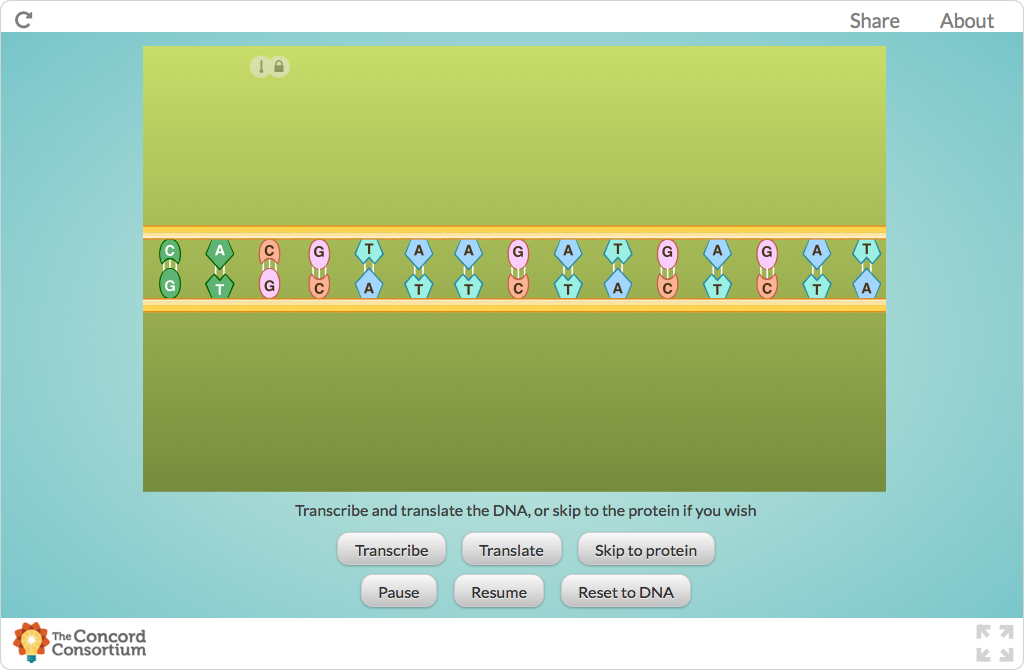 Share About
C A C G T A A G A T G A G A T
G T G C A T T C T A C T C T A
Transcribe and translate the DNA, or skip to the protein if you wish
Transcribe Translate Skip to protein
Pause Resume Reset to DNA
The Concord
Consortium